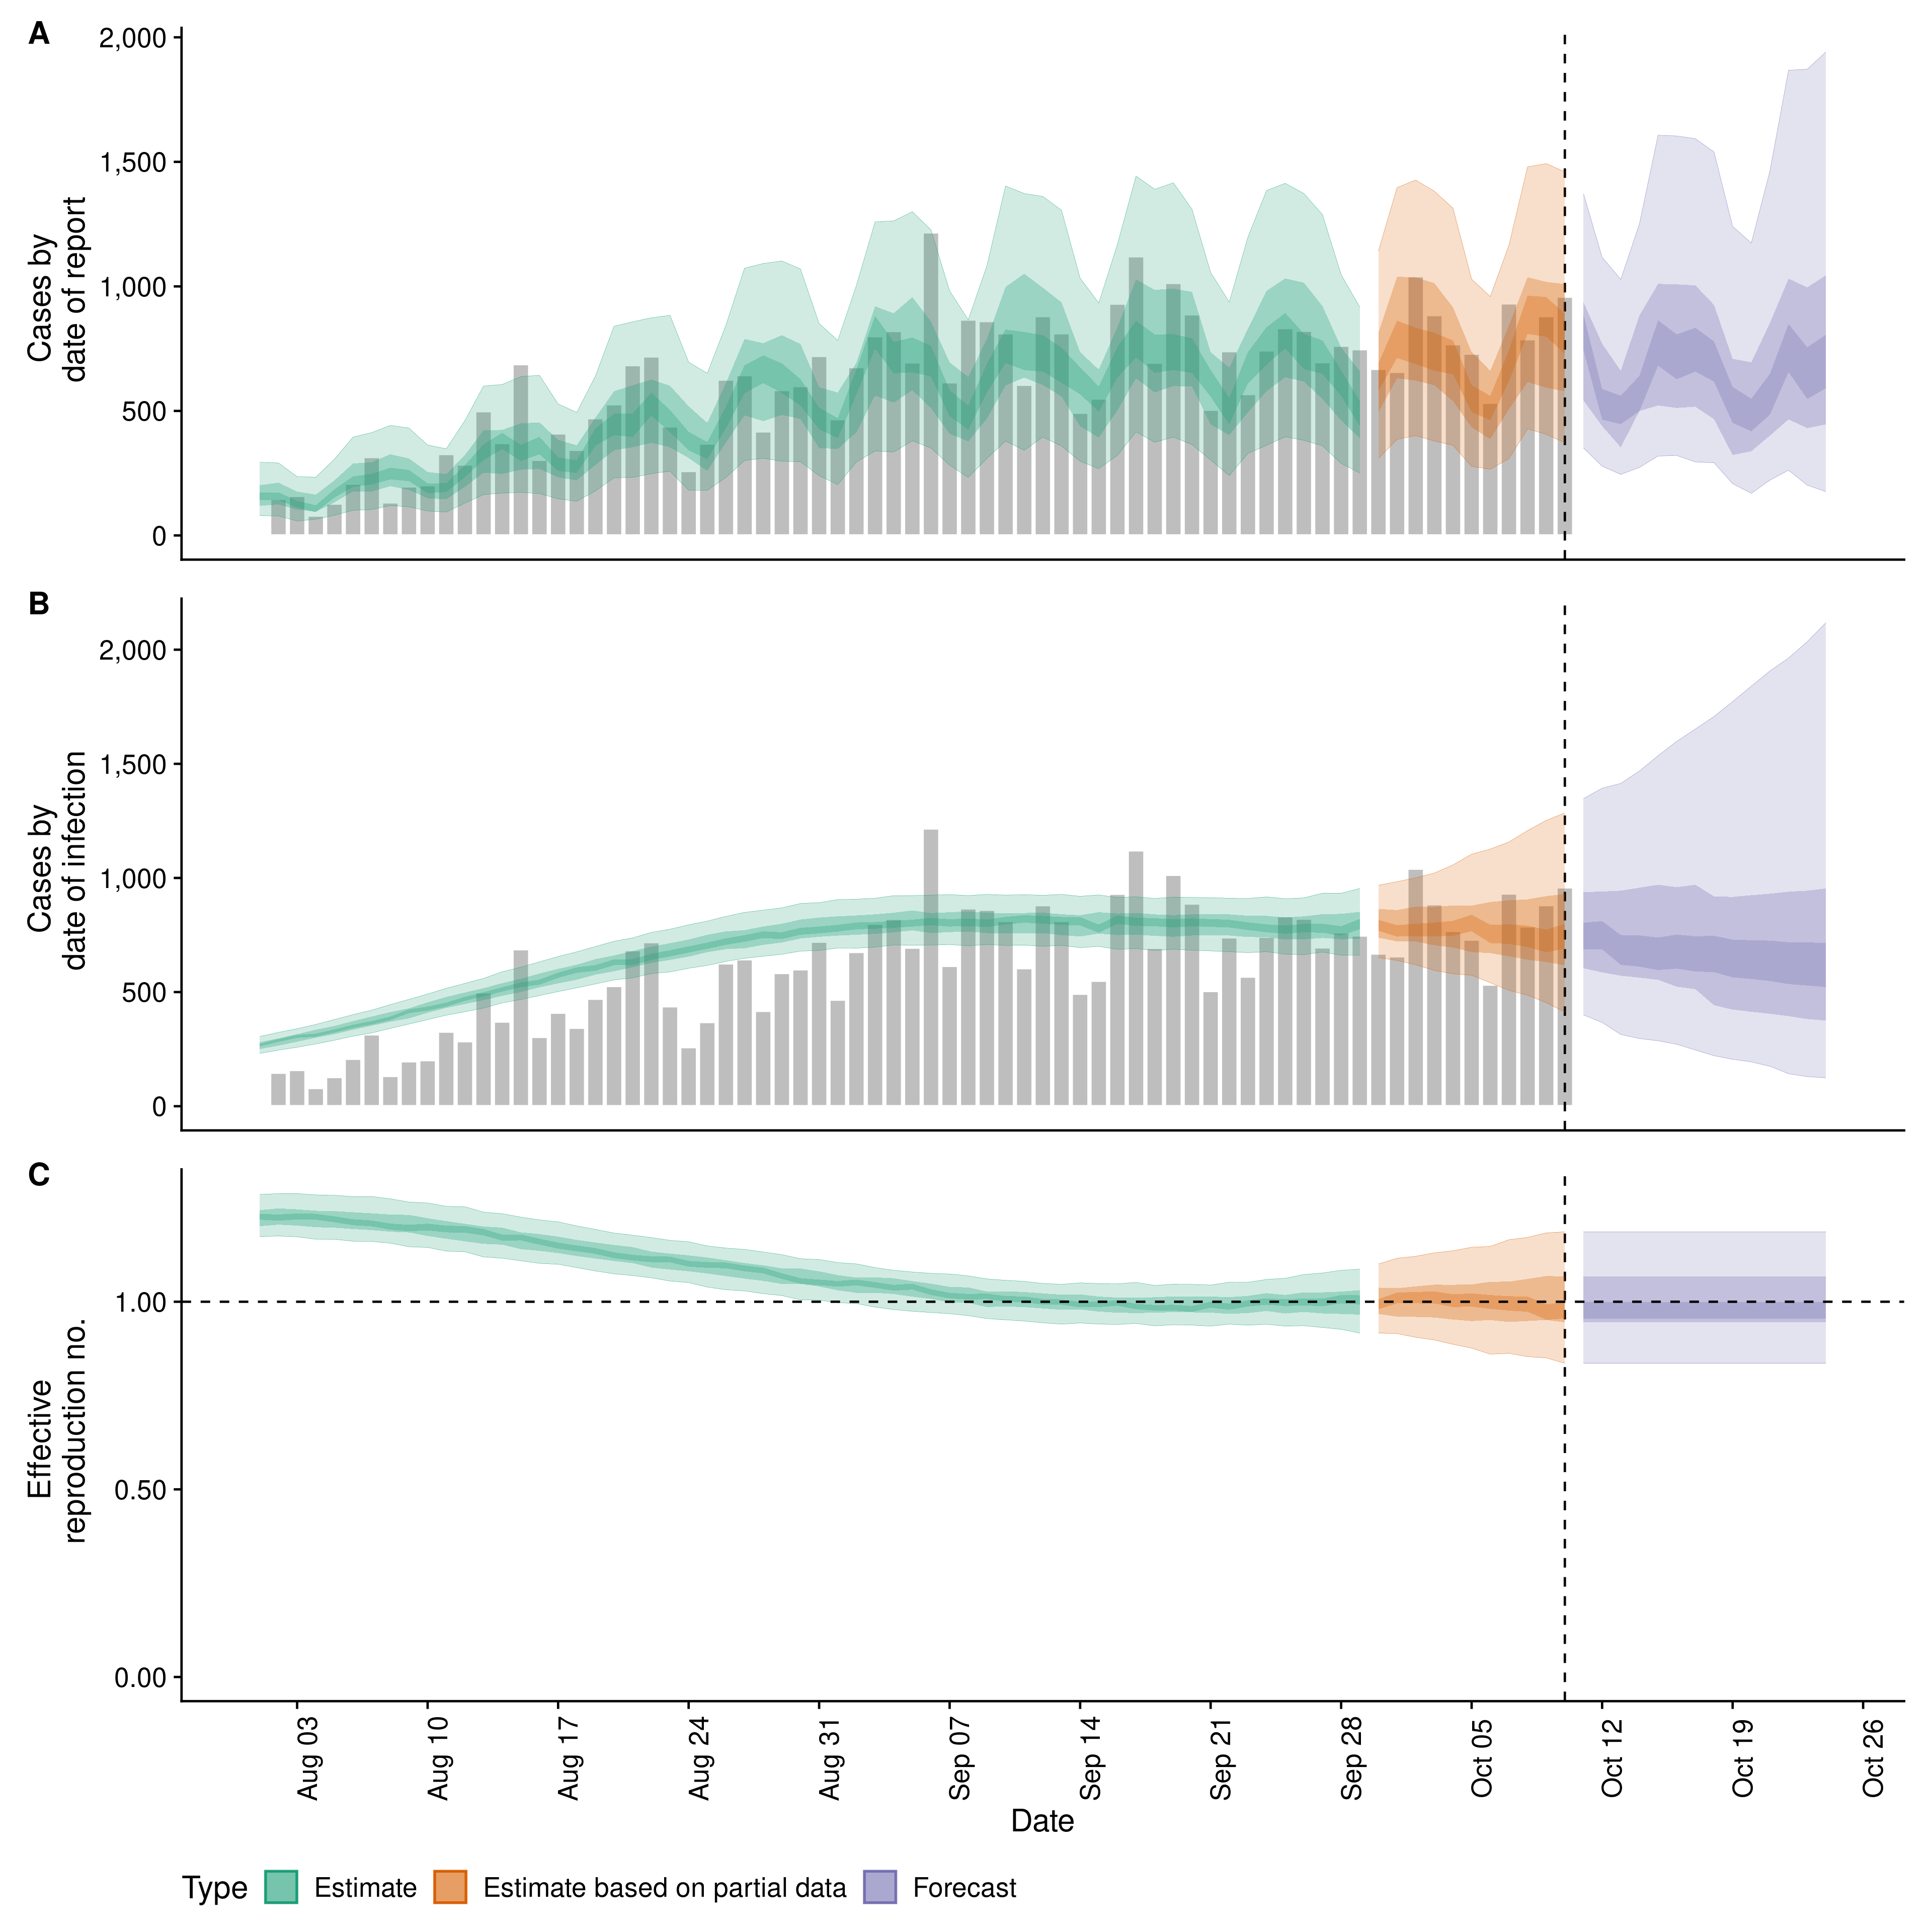 A
2,000
1,500
1,000
500
0
Cases by
date of report
B
2,000
1,500
1,000
500
0
Cases by
date of infection
C
1.00
0.50
0.00
Effective
reproduction no.
Aug 03
Aug 10
Aug 17
Aug 24
Aug 31
Sep 07
Sep 14
Sep 21
Sep 28
Oct 05
Oct 12
Oct 19
Oct 26
Date
Type Estimate Estimate based on partial data Forecast